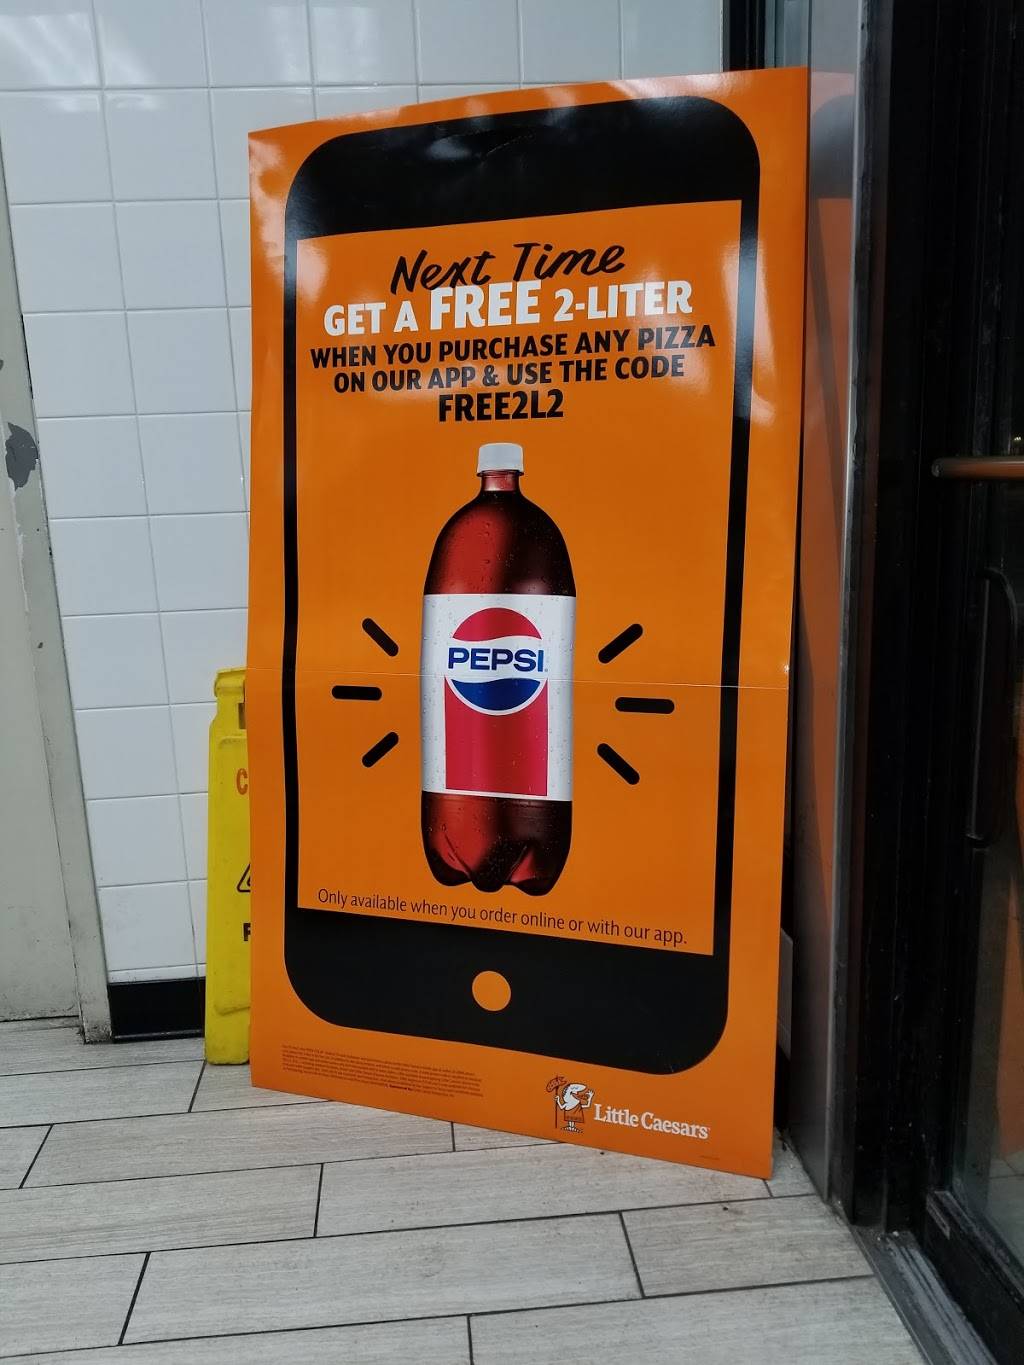 Next Time
GET A FREE 2-LITER
WHEN YOU PURCHASE ANY PIZZA
ON OUR APP & USE THE CODE
FREE2L2
PEPSI
Only available when you order online or with our app.
Little Caesars
C
F